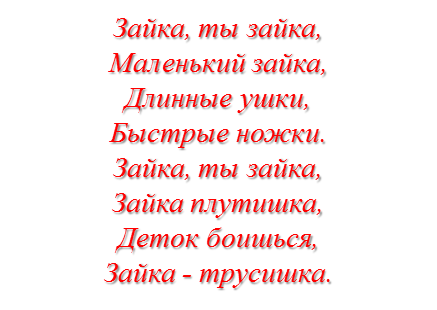 Зайка, ты зайка,
Маленький зайка,
Длинные ушки,
Быстрые ножки.
Зайка, ты зайка,
Зайка плутишка,
Деток боишься,
Зайка - трусишка.